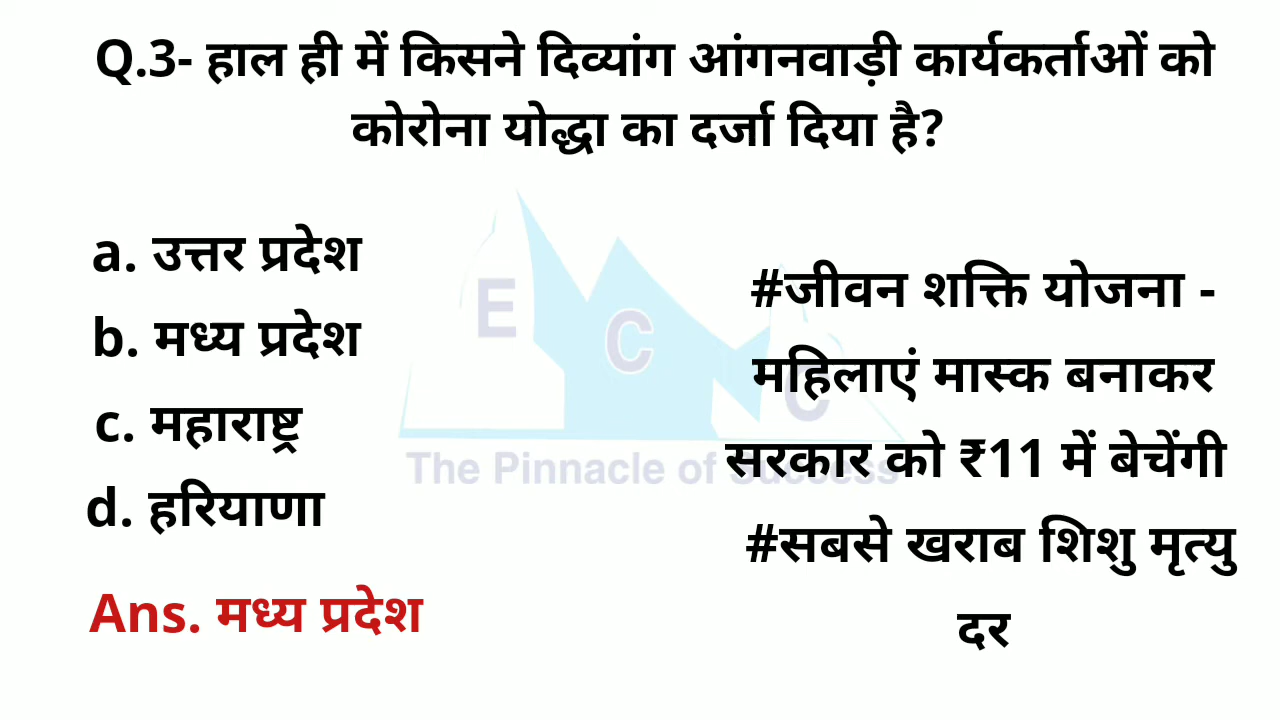 Q.3- हाल ही में किसने दिव्यांग आंगनवाड़ी कार्यकर्ताओं को
कोरोना योद्धा का दर्जा दिया है?
a. उत्तर प्रदेश
b. मध्य प्रदेश
c. महाराष्ट्र
d. हरियाणा
Ans. मध्य प्रदेश
#जीवन शक्ति योजना -
महिलाएं मास्क बनाकर
सरकार को ₹11 में बेचेंगी
#सबसे खराब शिशु मृत्यु
दर
E
C
C
The Pinnacle of Success